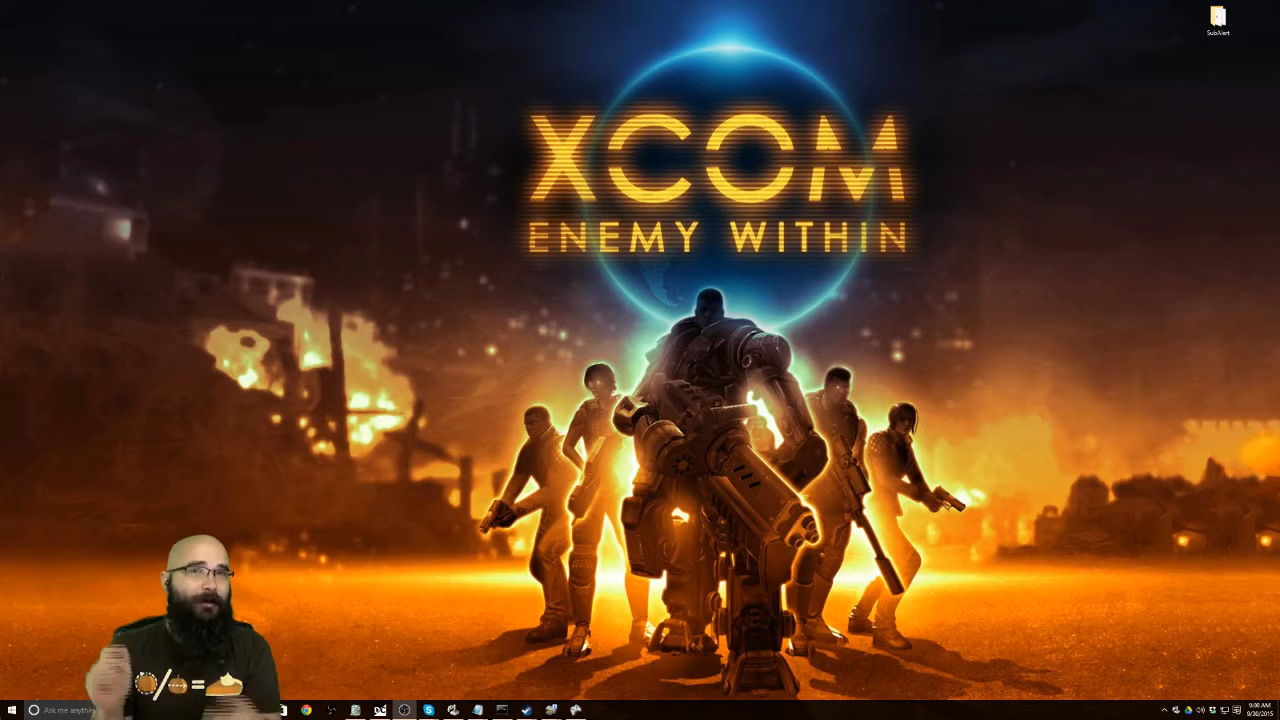 SubVert
XCOM
ENEMY WITHIN
/ =
Ask me anything
9:00 AM
9/30/2015